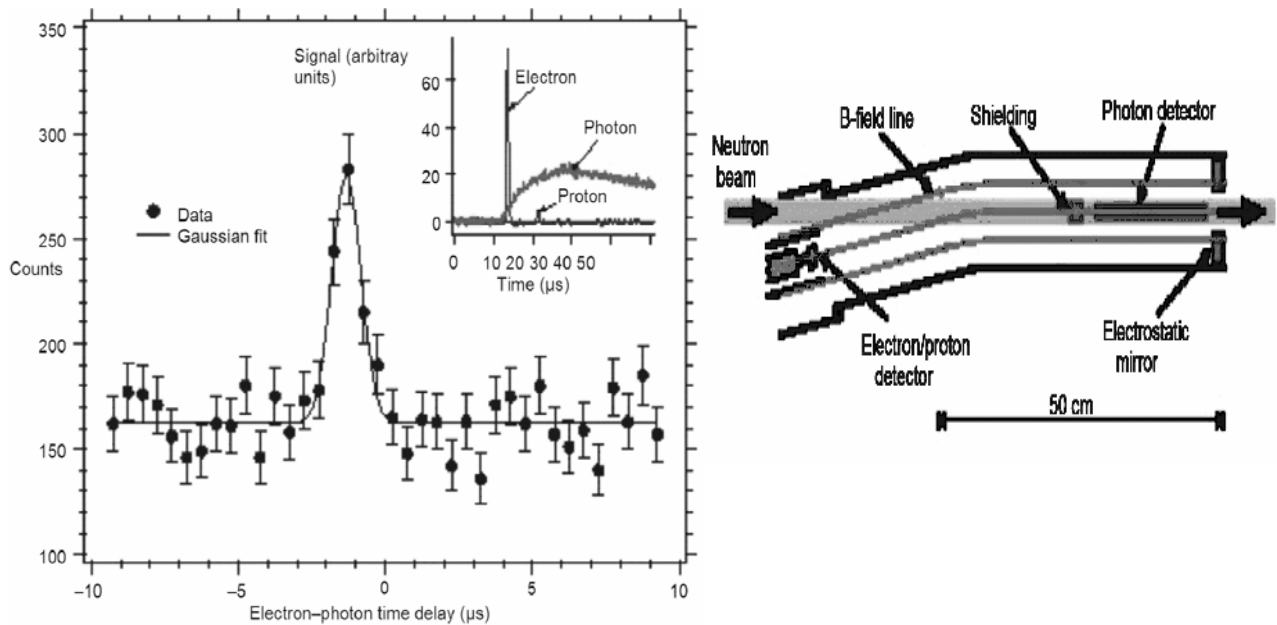 350
300
250
200
150
100
Counts
−10
−5
0
5
10
Electron–photon time delay (µs)
Data
Gaussian fit
Signal (arbitray
units)
60
40
20
0
Electron
Photon
Proton
0
10
20
30
40
50
Time (µs)
Neutron
beam
B-field line
Shielding
Photon detector
Electron/proton
detector
Electrostatic
mirror
50 cm